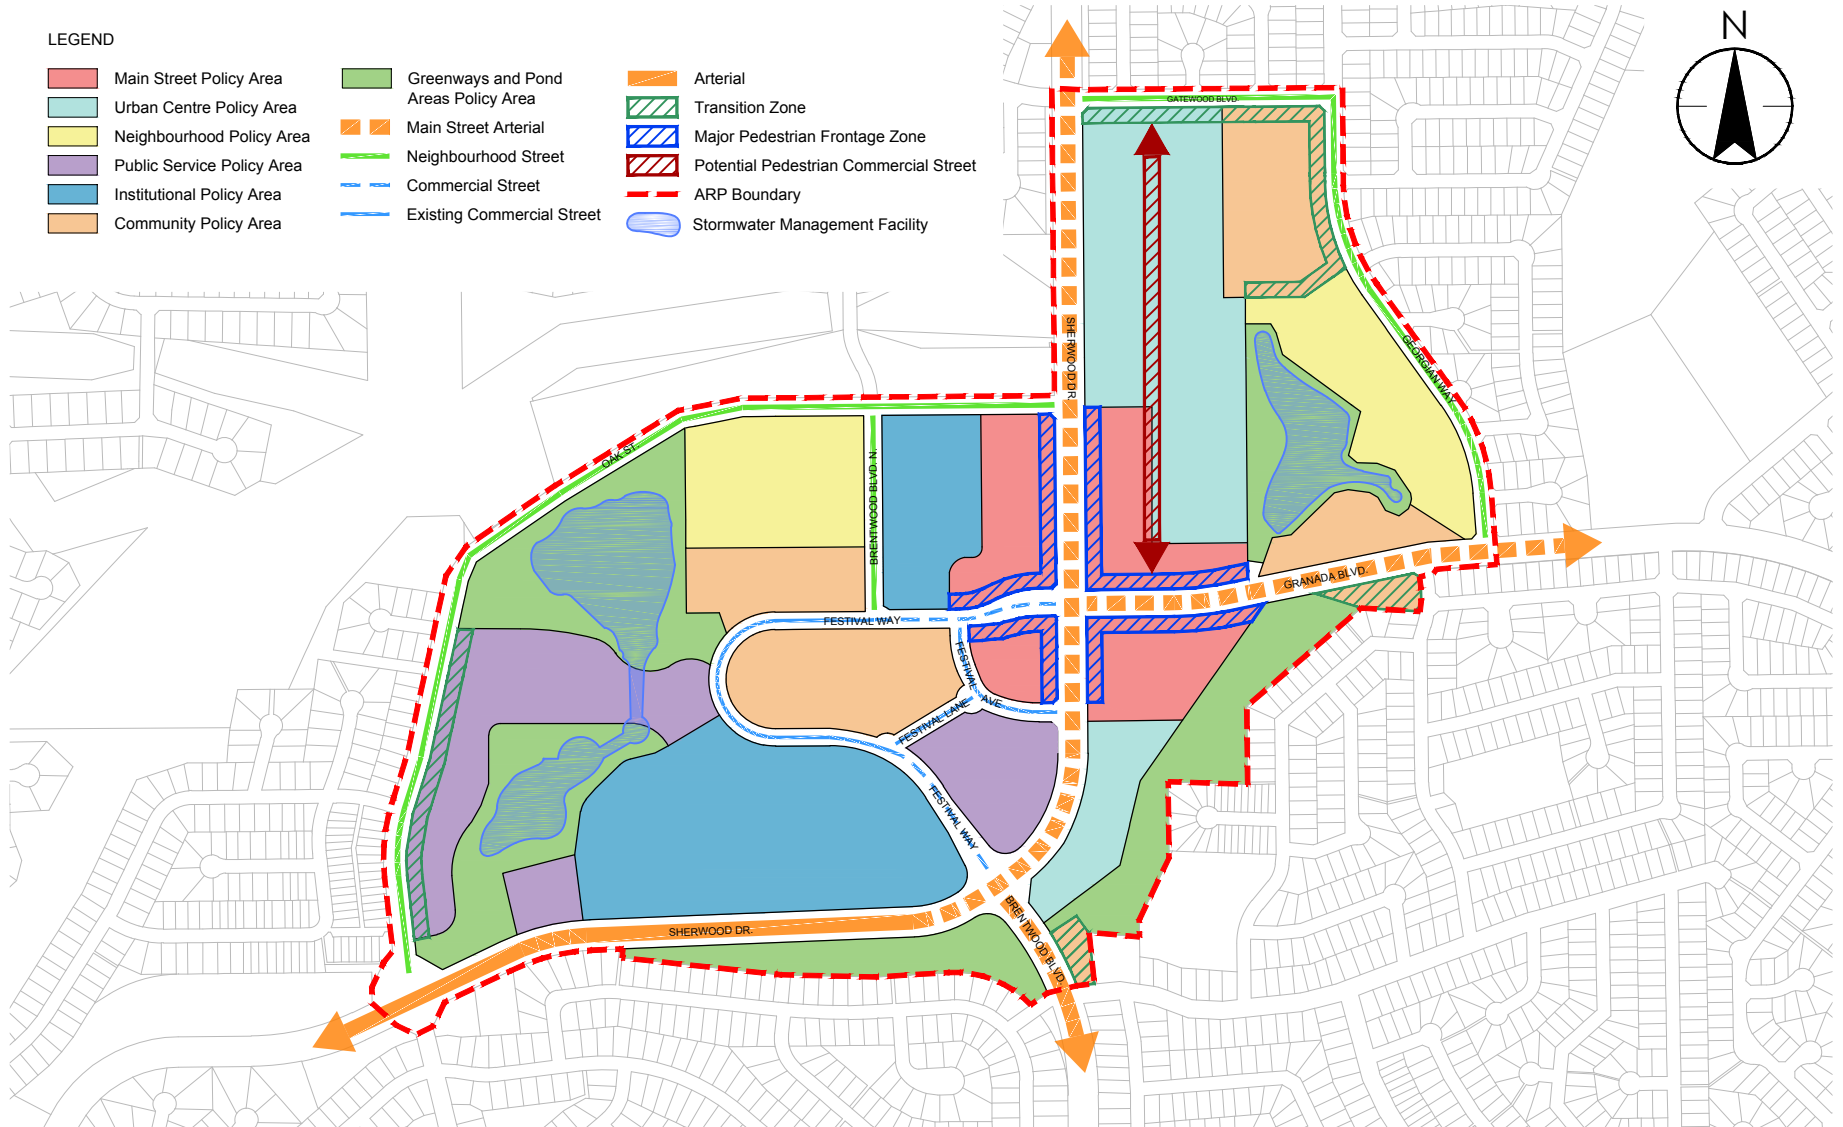 LEGEND
Main Street Policy Area
Urban Centre Policy Area
Neighbourhood Policy Area
Public Service Policy Area
Institutional Policy Area
Community Policy Area
Greenways and Pond
Areas Policy Area
Main Street Arterial
Neighbourhood Street
Commercial Street
Existing Commercial Street
Arterial
Transition Zone
Major Pedestrian Frontage Zone
Potential Pedestrian Commercial Street
ARP Boundary
Stormwater Management Facility
N
GATEWOOD BLVD.
SHERWOOD DR.
GEORGIAN WAY
OAK ST.
BRENTWOOD BLVD. N.
GRANADA BLVD.
FESTIVAL WAY
FESTIVAL AVE
FESTIVAL LANE
FESTIVAL WAY
SHERWOOD DR.
BRENTWOOD BLVD.